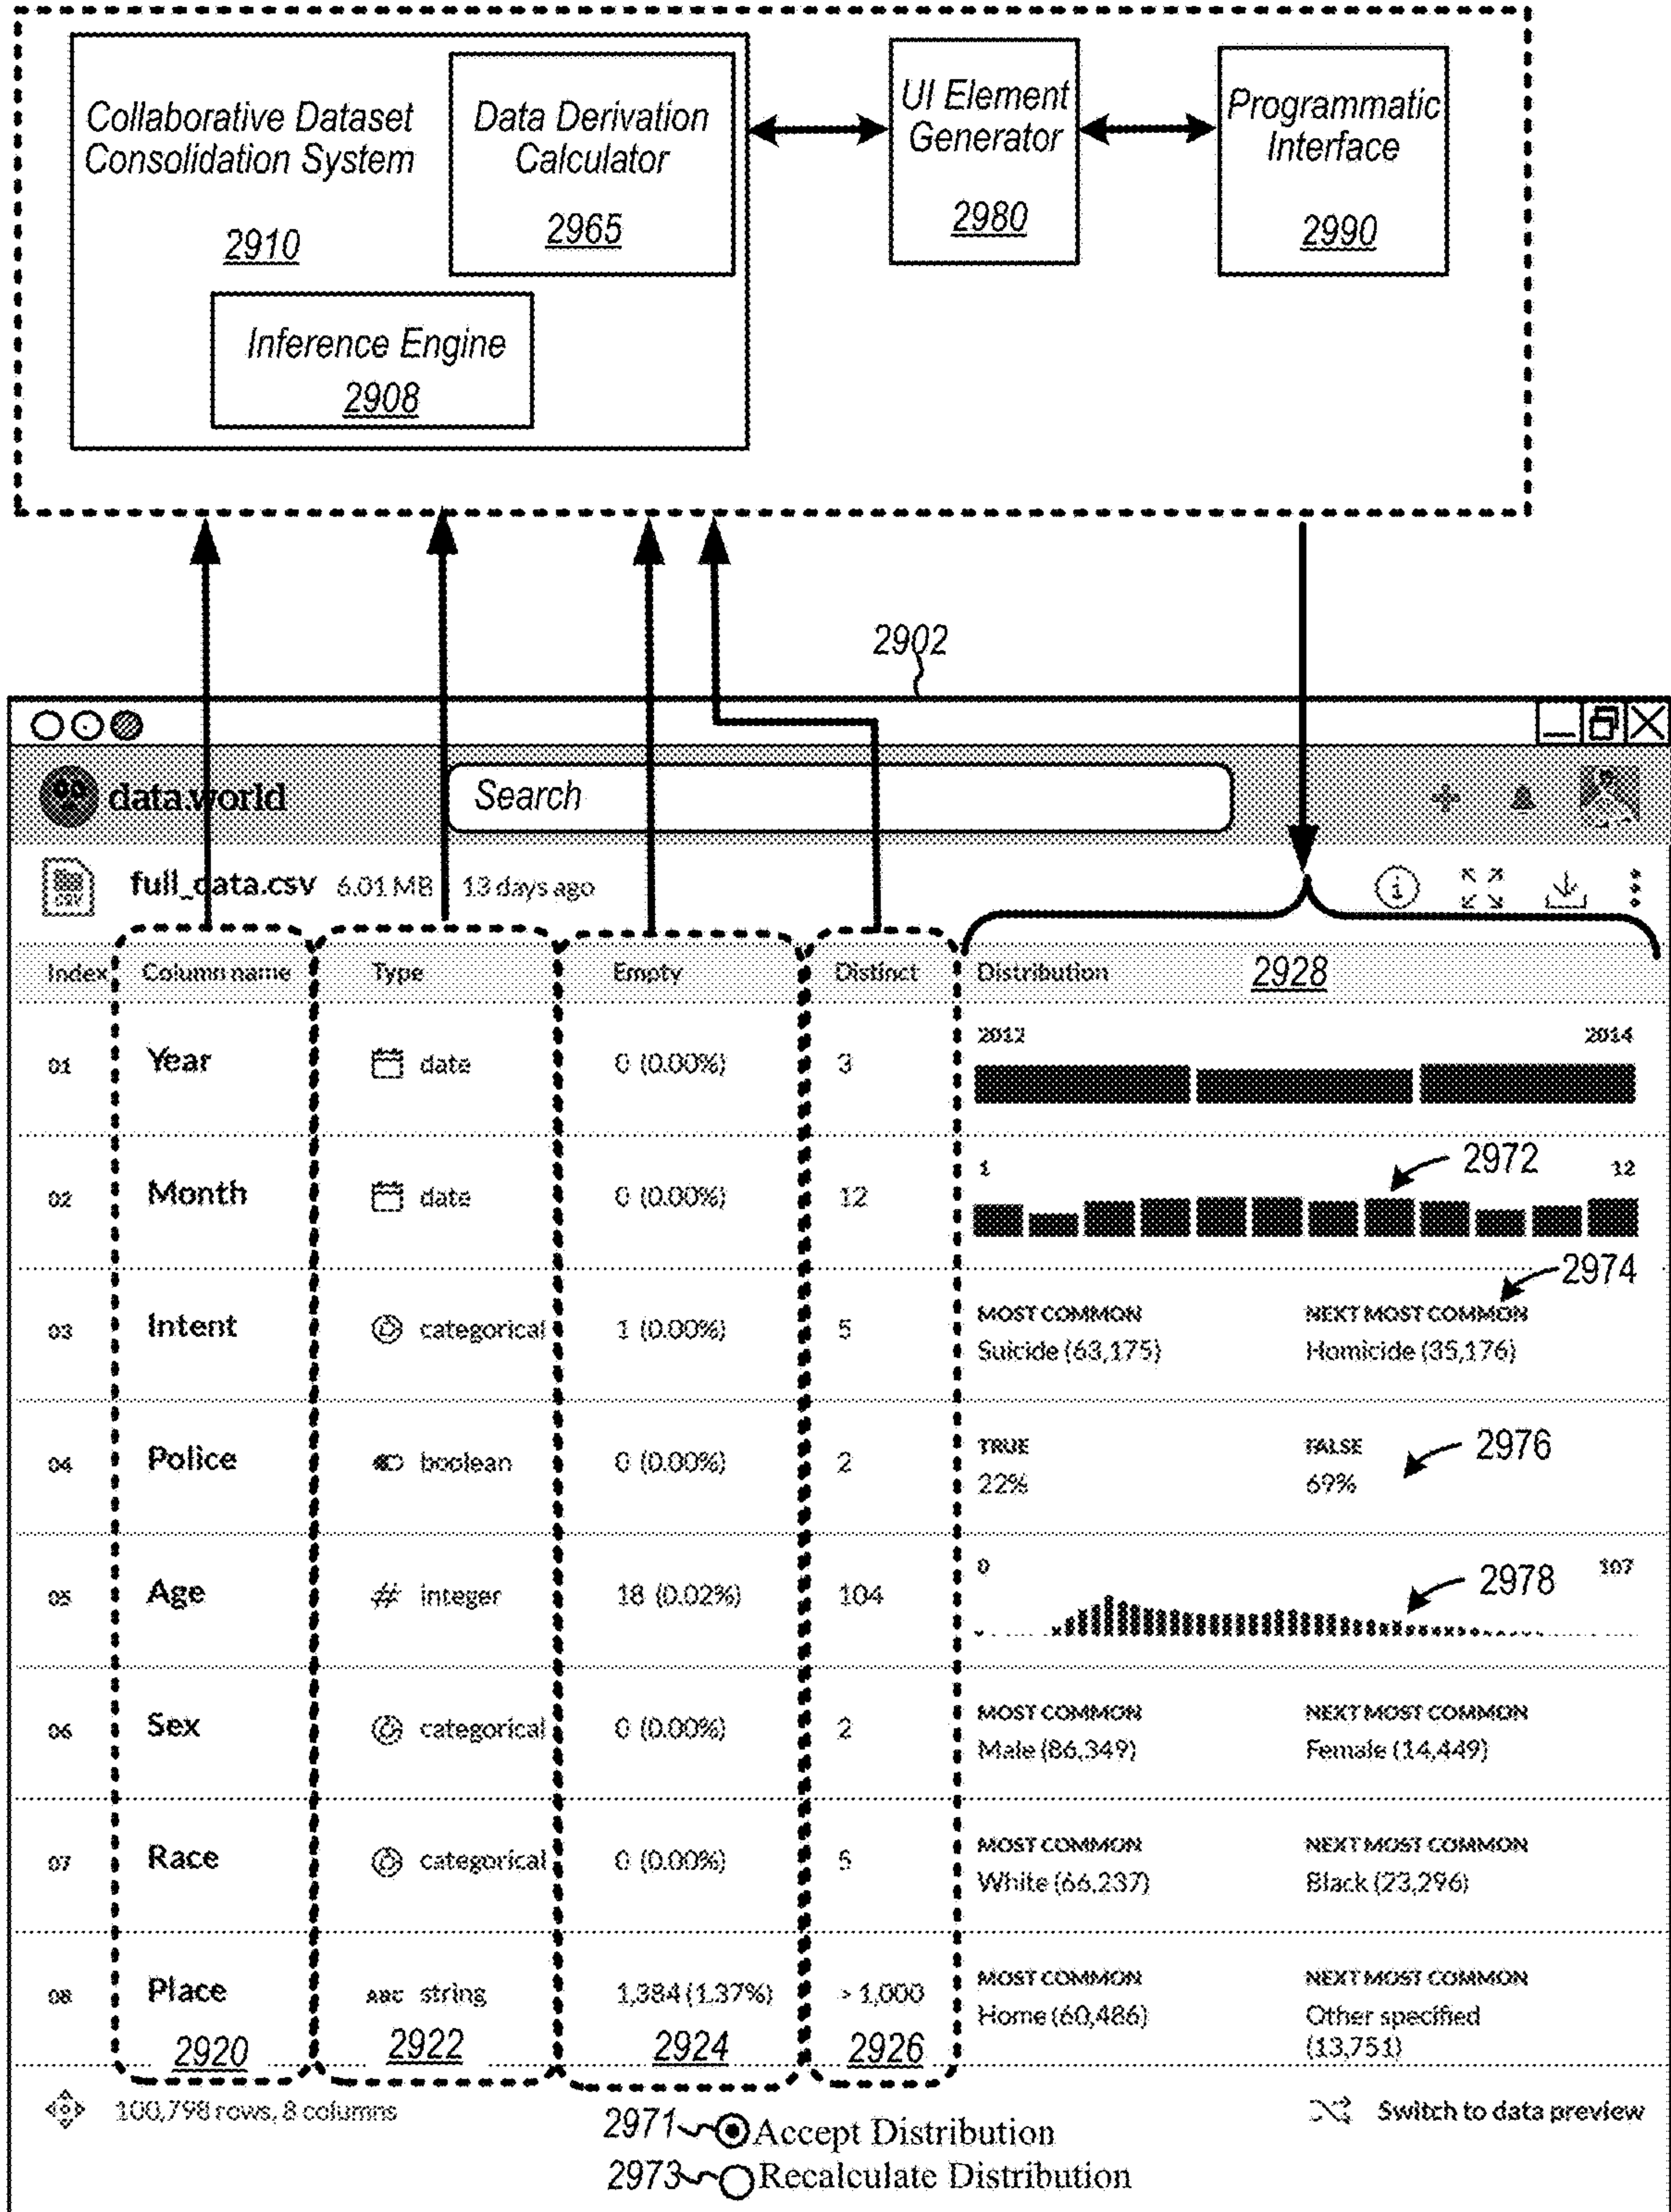 Collaborative Dataset
Consolidation System
2910
Data Derivation
Calculator
2965
Inference Engine
2908
UI Element
Generator
2980
Programmatic
Interface
2990
2902
data.world
Search
CSV
full_data.csv 6.01 MB 13 days ago
Index Column name Type Empty Distinct Distribution 2928
01 Year date 0 (0.00%) 3 2012 2014
02 Month date 0 (0.00%) 12 1 12
2972
2974
03 Intent categorical 1 (0.00%) 5
MOST COMMON NEXT MOST COMMON
Suicide (63,175) Homicide (35,176)
04 Police boolean 0 (0.00%) 2
TRUE FALSE
22% 69%
2976
05 Age # integer 18 (0.02%) 104 0 107
2978
06 Sex categorical 0 (0.00%) 2
MOST COMMON NEXT MOST COMMON
Male (86,349) Female (14,449)
07 Race categorical 0 (0.00%) 5
MOST COMMON NEXT MOST COMMON
White (66,237) Black (23,296)
08 Place ABC string 1,384 (1.37%) > 1,000
MOST COMMON NEXT MOST COMMON
Home (60,486) Other specified
(13,751)
2920 2922 2924 2926
100,798 rows, 8 columns
Switch to data preview
2971 Accept Distribution
2973 Recalculate Distribution